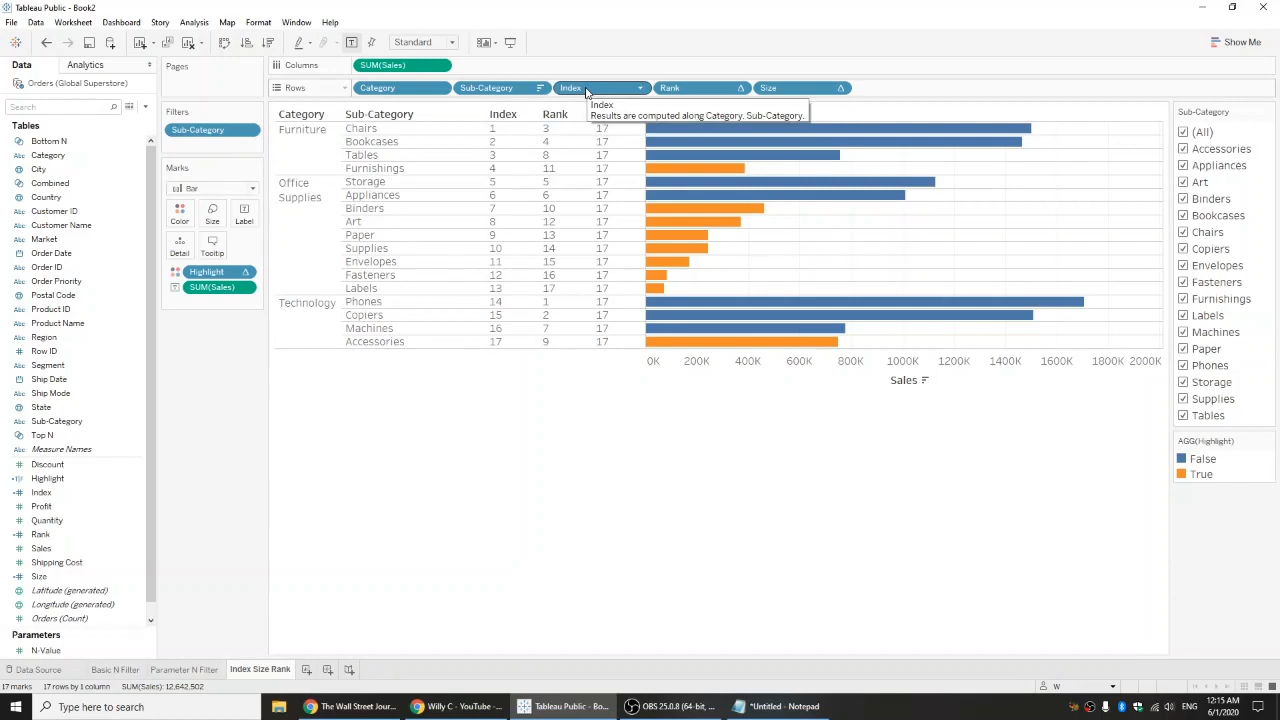 Tableau Public - Book2
File Data Worksheet Dashboard Story Analysis Map Format Window Help
Standard
Show Me
Data Analytics
Orders (Global Superstore)
Search
Tables
Bottom N
Category
City
Combined
Country
Customer ID
Customer Name
Market
Order Date
Order ID
Order Priority
Postal Code
Product ID
Product Name
Region
Row ID
Segment
Ship Date
Ship Mode
State
Sub-Category
Top N
Measure Names
Discount
Highlight
Index
Profit
Quantity
Rank
Sales
Shipping Cost
Size
Latitude (generated)
Longitude (generated)
Orders (Count)
Parameters
N-Value
Pages
Filters
Sub-Category
Marks
Bar
Color Size Label
Detail Tooltip
Highlight
SUM(Sales)
Columns SUM(Sales)
Rows Category Sub-Category Index Rank Size
Index
Results are computed along Category, Sub-Category.
Category Sub-Category Index Rank
Furniture Chairs 1 3 17
Bookcases 2 4 17
Tables 3 8 17
Furnishings 4 11 17
Office Supplies Storage 5 5 17
Appliances 6 6 17
Binders 7 10 17
Art 8 12 17
Paper 9 13 17
Supplies 10 14 17
Envelopes 11 15 17
Fasteners 12 16 17
Labels 13 17 17
Technology Phones 14 1 17
Copiers 15 2 17
Machines 16 7 17
Accessories 17 9 17
0K 200K 400K 600K 800K 1000K 1200K 1400K 1600K 1800K 2000K
Sales
Sub-Category
(All)
Accessories
Appliances
Art
Binders
Bookcases
Chairs
Copiers
Envelopes
Fasteners
Furnishings
Labels
Machines
Paper
Phones
Storage
Supplies
Tables
AGG(Highlight)
False
True
Data Source Basic N Filter Parameter N Filter Index Size Rank
17 marks 17 rows by 1 column SUM(Sales): 12,642,502
W
Type here to search
The Wall Street Jour...
Willy C - YouTube -...
Tableau Public - Boo...
OBS 25.0.8 (64-bit, ...
*Untitled - Notepad
12:15 AM
6/1/2020